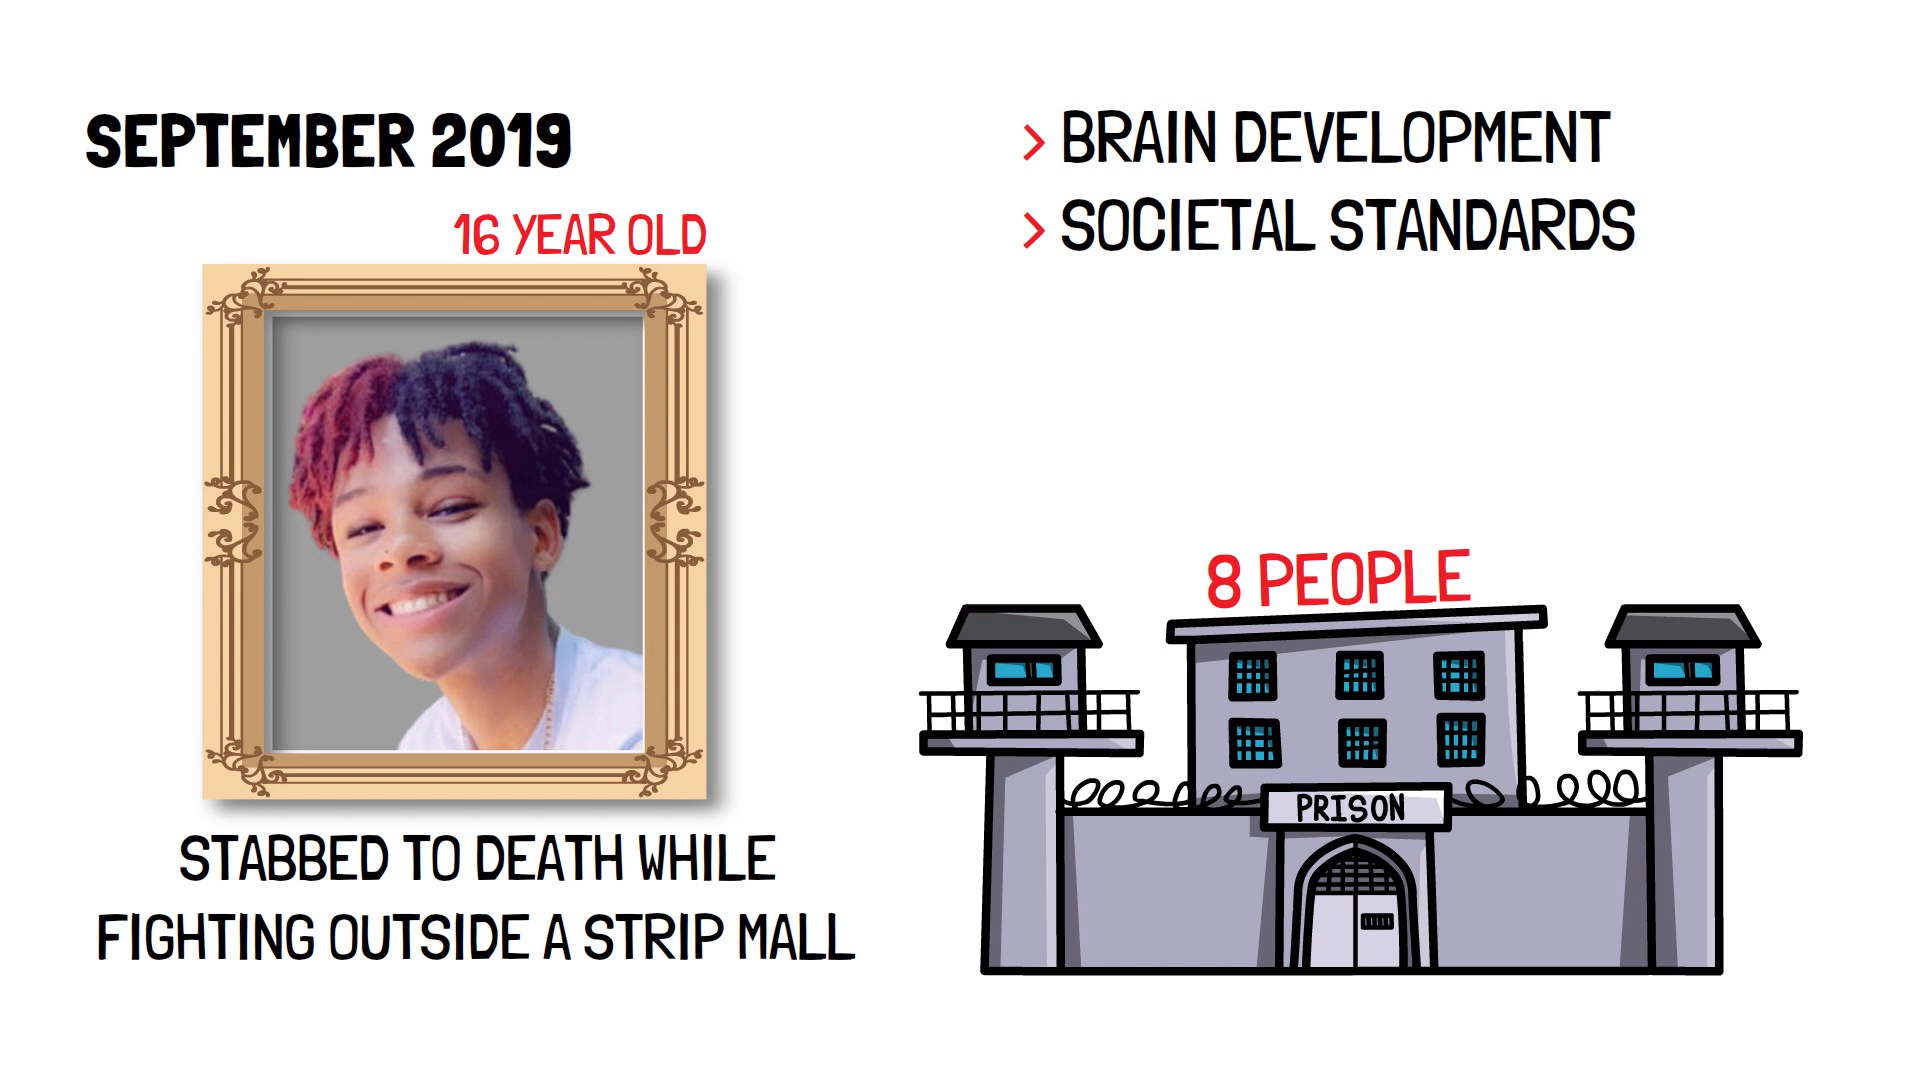 SEPTEMBER 2019
16 YEAR OLD
STABBED TO DEATH WHILE
FIGHTING OUTSIDE A STRIP MALL
> BRAIN DEVELOPMENT
> SOCIETAL STANDARDS
8 PEOPLE
PRISON